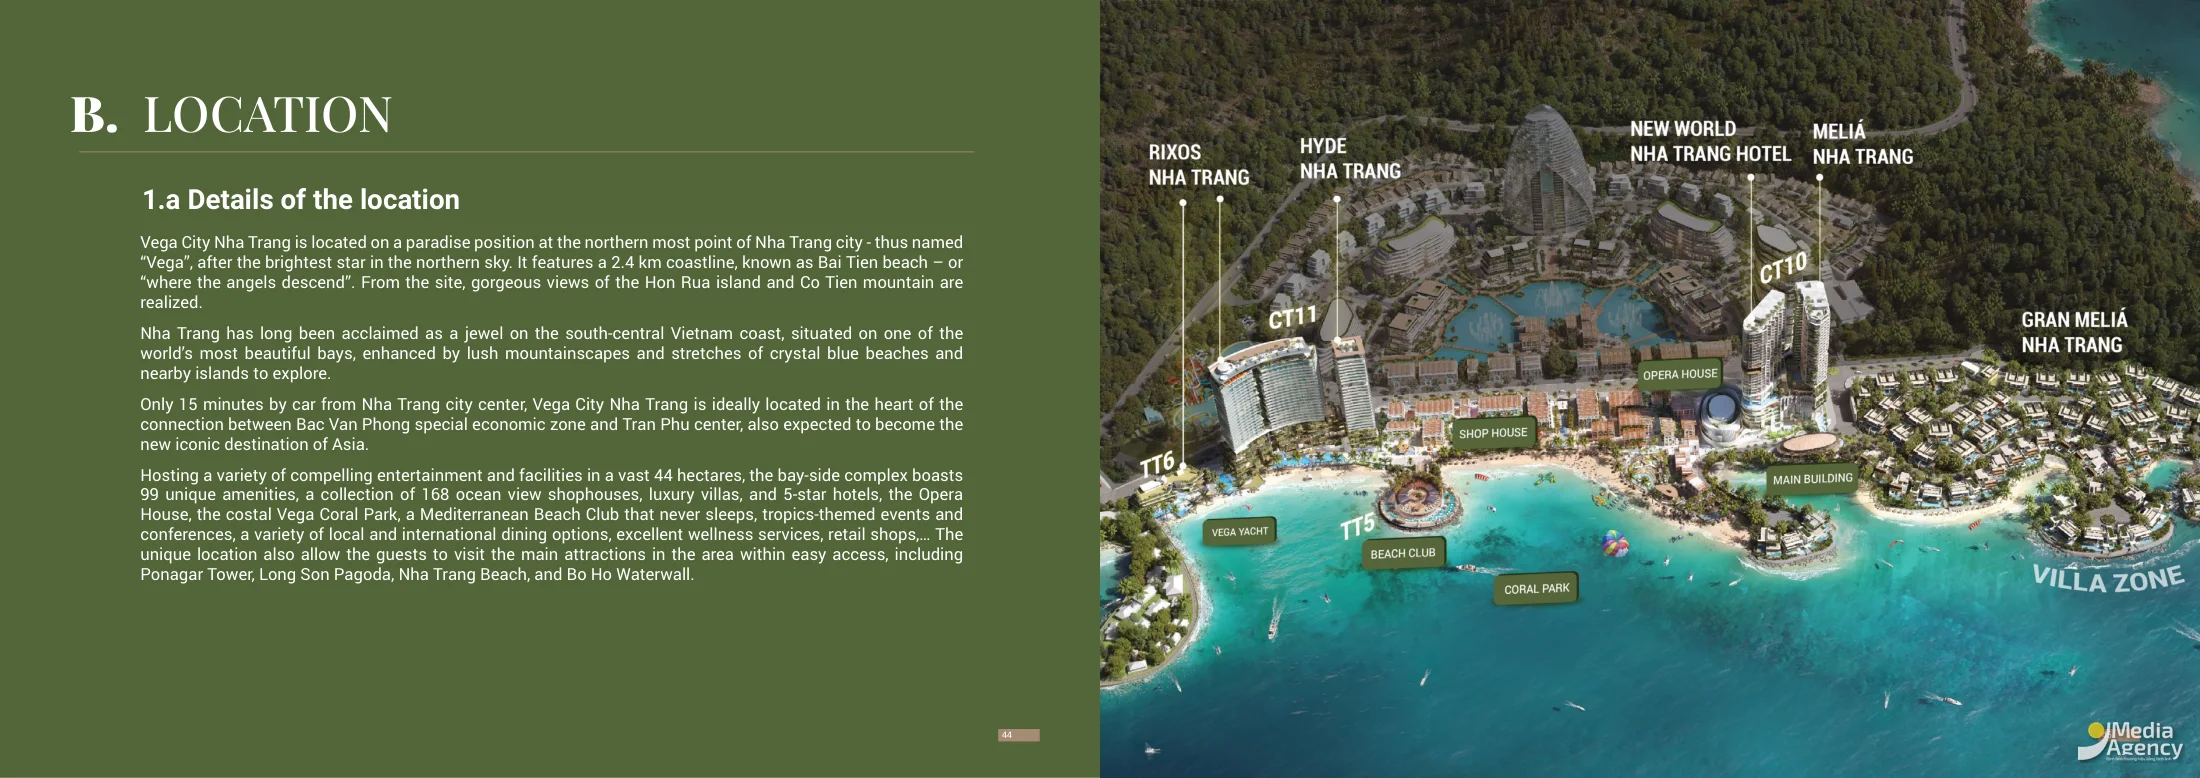 B. LOCATION
1.a Details of the location
Vega City Nha Trang is located on a paradise position at the northern most point of Nha Trang city - thus named
“Vega”, after the brightest star in the northern sky. It features a 2.4 km coastline, known as Bai Tien beach – or
“where the angels descend”. From the site, gorgeous views of the Hon Rua island and Co Tien mountain are
realized.
Nha Trang has long been acclaimed as a jewel on the south-central Vietnam coast, situated on one of the
world’s most beautiful bays, enhanced by lush mountainscapes and stretches of crystal blue beaches and
nearby islands to explore.
Only 15 minutes by car from Nha Trang city center, Vega City Nha Trang is ideally located in the heart of the
connection between Bac Van Phong special economic zone and Tran Phu center, also expected to become the
new iconic destination of Asia.
Hosting a variety of compelling entertainment and facilities in a vast 44 hectares, the bay-side complex boasts
99 unique amenities, a collection of 168 ocean view shophouses, luxury villas, and 5-star hotels, the Opera
House, the costal Vega Coral Park, a Mediterranean Beach Club that never sleeps, tropics-themed events and
conferences, a variety of local and international dining options, excellent wellness services, retail shops,... The
unique location also allow the guests to visit the main attractions in the area within easy access, including
Ponagar Tower, Long Son Pagoda, Nha Trang Beach, and Bo Ho Waterwall.
44
RIXOS
NHA TRANG
HYDE
NHA TRANG
NEW WORLD
NHA TRANG HOTEL
MELIÁ
NHA TRANG
CT10
CT11
GRAN MELIÁ
NHA TRANG
OPERA HOUSE
SHOP HOUSE
TT6
MAIN BUILDING
VEGA YACHT
TT5
BEACH CLUB
CORAL PARK
VILLA ZONE
Media
Agency